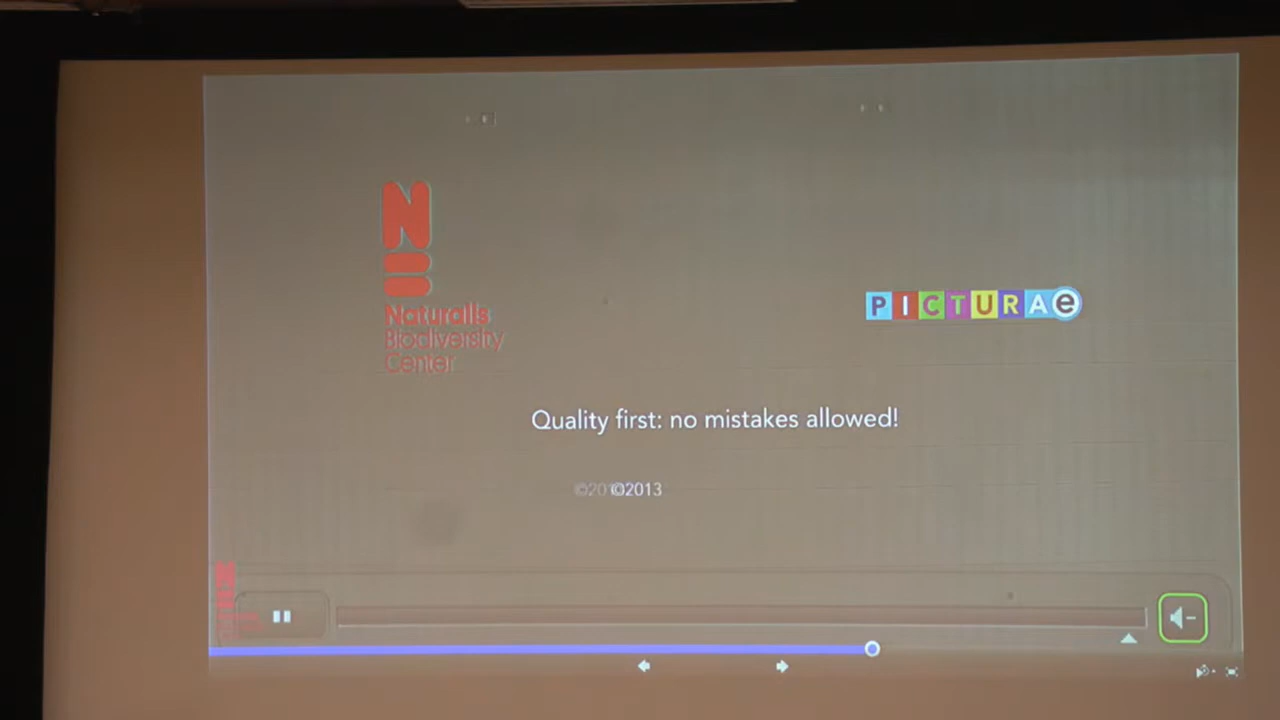 Naturalis
Biodiversity
Center
PICTURAe
Quality first: no mistakes allowed!
©2013